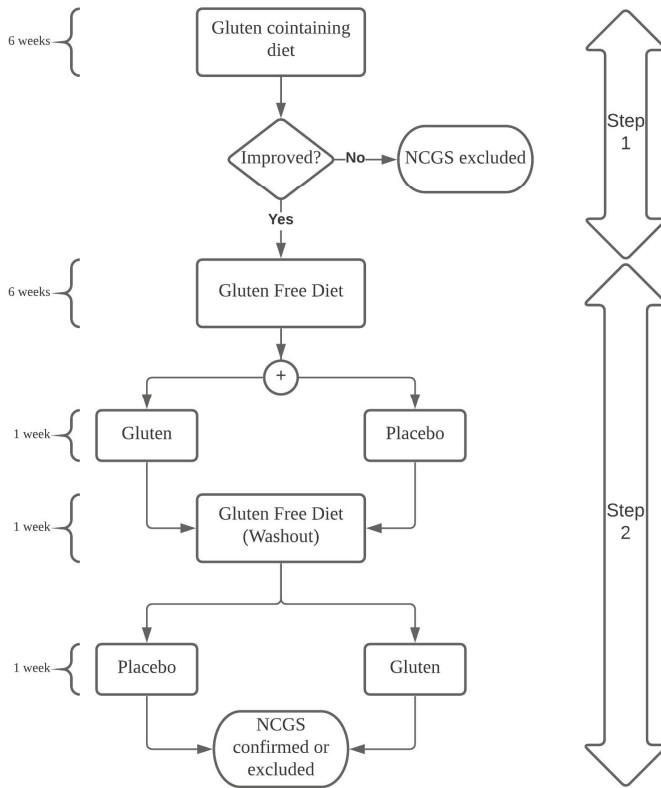 6 weeks
Gluten cointaining
diet
Step
1
Improved?
No
NCGS excluded
Yes
6 weeks
Gluten Free Diet
+
1 week
Gluten
Placebo
1 week
Gluten Free Diet
(Washout)
Step
2
1 week
Placebo
Gluten
NCGS
confirmed or
excluded